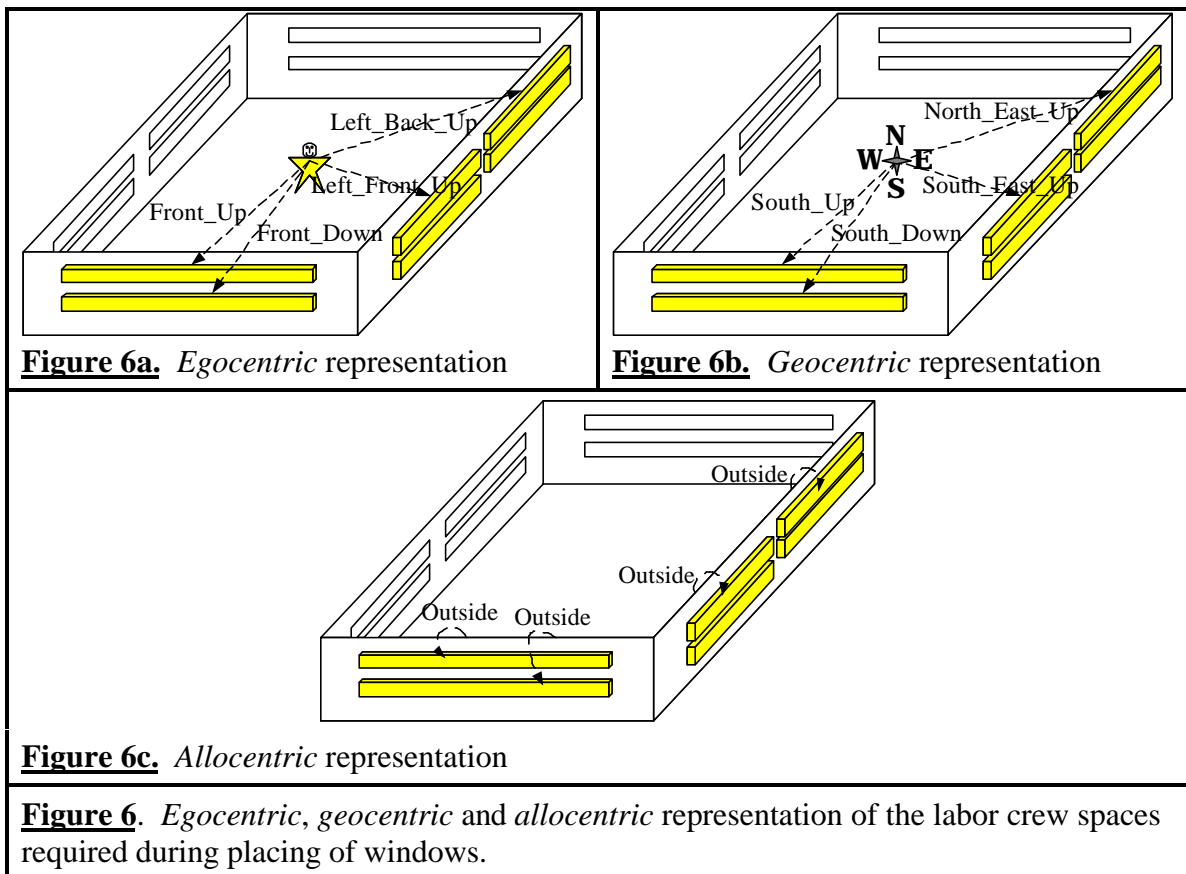 Left_Back_Up
Left_Front_Up
Front_Up
Front_Down
Figure 6a. Egocentric representation
North_East_Up
N
W E
S
South_East_Up
South_Up
South_Down
Figure 6b. Geocentric representation
Outside
Outside
Outside Outside
Figure 6c. Allocentric representation
Figure 6. Egocentric, geocentric and allocentric representation of the labor crew spaces
required during placing of windows.